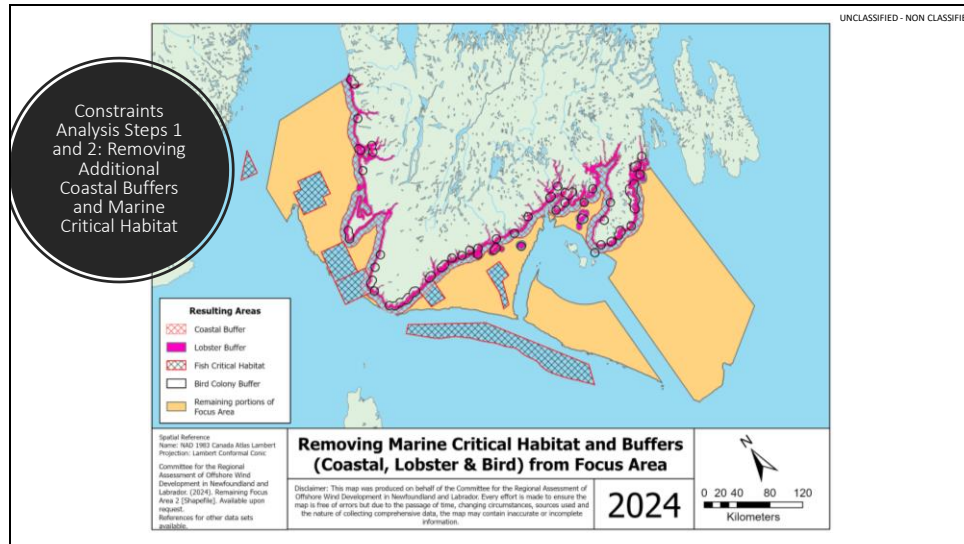 UNCLASSIFIED - NON CLASSIFIE
Constraints
Analysis Steps 1
and 2: Removing
Additional
Coastal Buffers
and Marine
Critical Habitat
Resulting Areas
Coastal Buffer
Lobster Buffer
Fish Critical Habitat
Bird Colony Buffer
Remaining portions of
Focus Area
Spatial Reference
Name: NAD 1983 Canada Atlas Lambert
Projection: Lambert Conformal Conic
Committee for the Regional
Assessment of Offshore Wind
Development in Newfoundland and
Labrador. (2024). Remaining Focus
Area 2 [Shapefile]. Available upon
request.
References for other data sets
available.
Removing Marine Critical Habitat and Buffers
(Coastal, Lobster & Bird) from Focus Area
Disclaimer: This map was produced on behalf of the Committee for the Regional Assessment of
Offshore Wind Development in Newfoundland and Labrador. Every effort is made to ensure the
map is free of errors but due to the passage of time, changing circumstances, sources used and
the nature of collecting comprehensive data, the map may contain inaccurate or incomplete
information.
2024
N
0 20 40 80 120
Kilometers